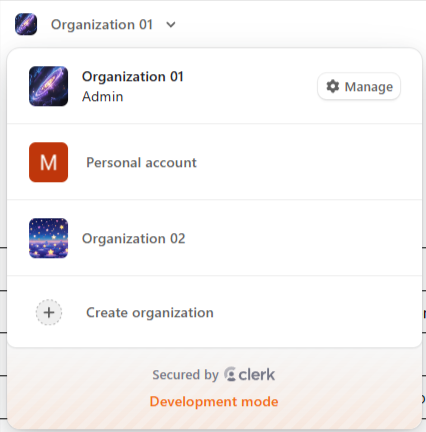 Organization 01
Organization 01
Admin
Manage
M
Personal account
Organization 02
Create organization
Secured by clerk
Development mode